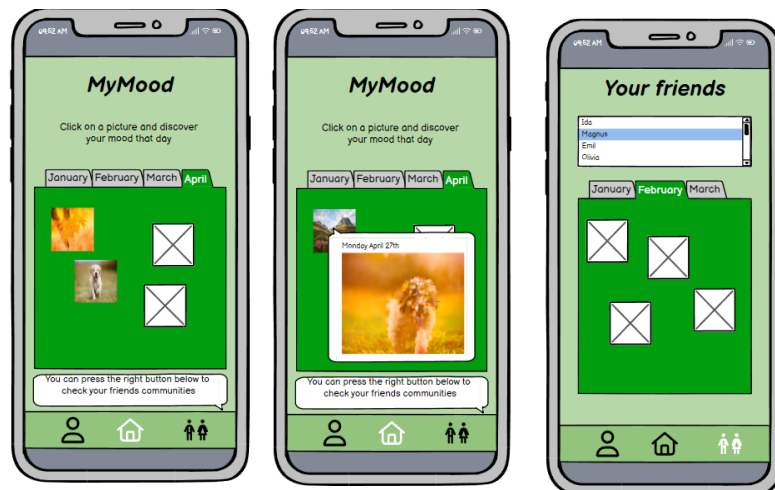 09:52 AM
MyMood
Click on a picture and discover
your mood that day
January February March April
You can press the right button below to
check your friends communities
09:52 AM
MyMood
Click on a picture and discover
your mood that day
January February March April
Monday April 27th
You can press the right button below to
check your friends communities
09:52 AM
Your friends
Ida
Magnus
Emil
Olivia
January February March